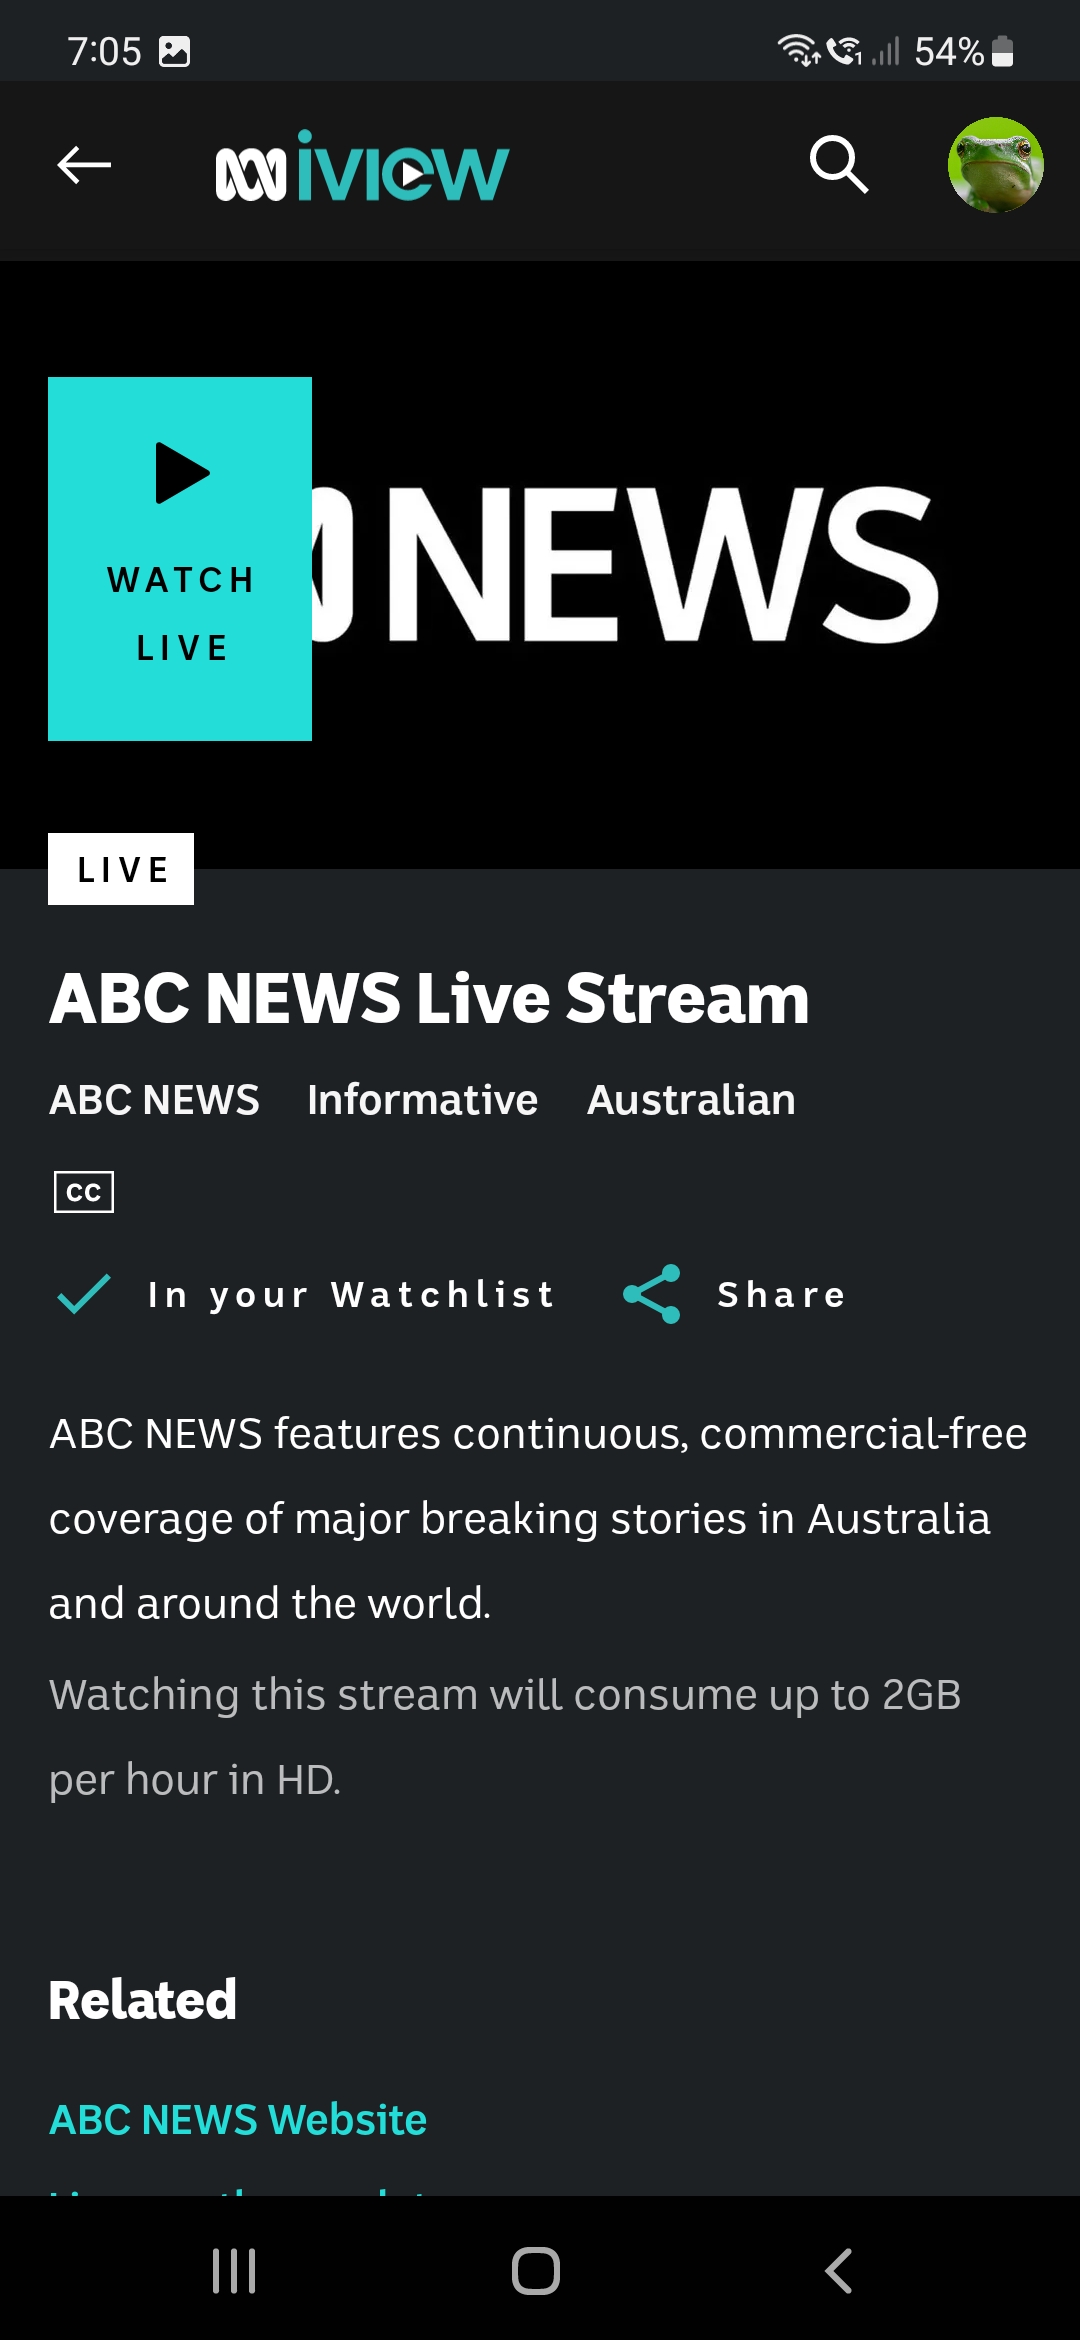 7:05
54%
iview
WATCH
LIVE
NEWS
LIVE
ABC NEWS Live Stream
ABC NEWS Informative Australian
CC
In your Watchlist Share
ABC NEWS features continuous, commercial-free
coverage of major breaking stories in Australia
and around the world.
Watching this stream will consume up to 2GB
per hour in HD.
Related
ABC NEWS Website